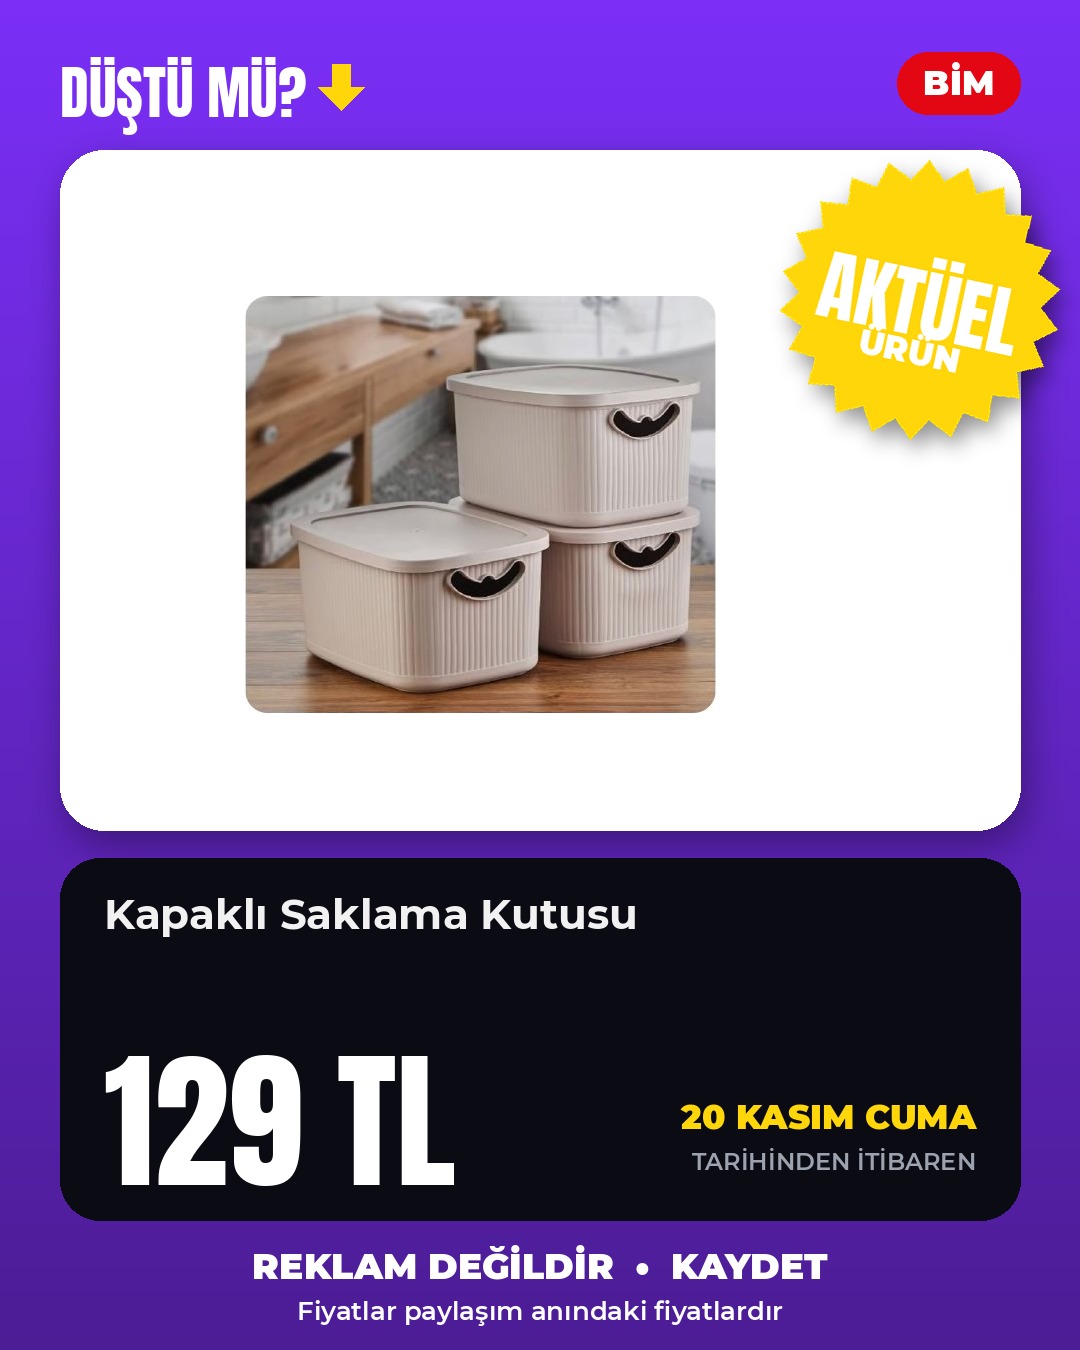 DÜŞTÜ MÜ?
BİM
AKTÜEL
ÜRÜN
Kapaklı Saklama Kutusu
129 TL
20 KASIM CUMA
TARİHİNDEN İTİBAREN
REKLAM DEĞİLDİR • KAYDET
Fiyatlar paylaşım anındaki fiyatlardır